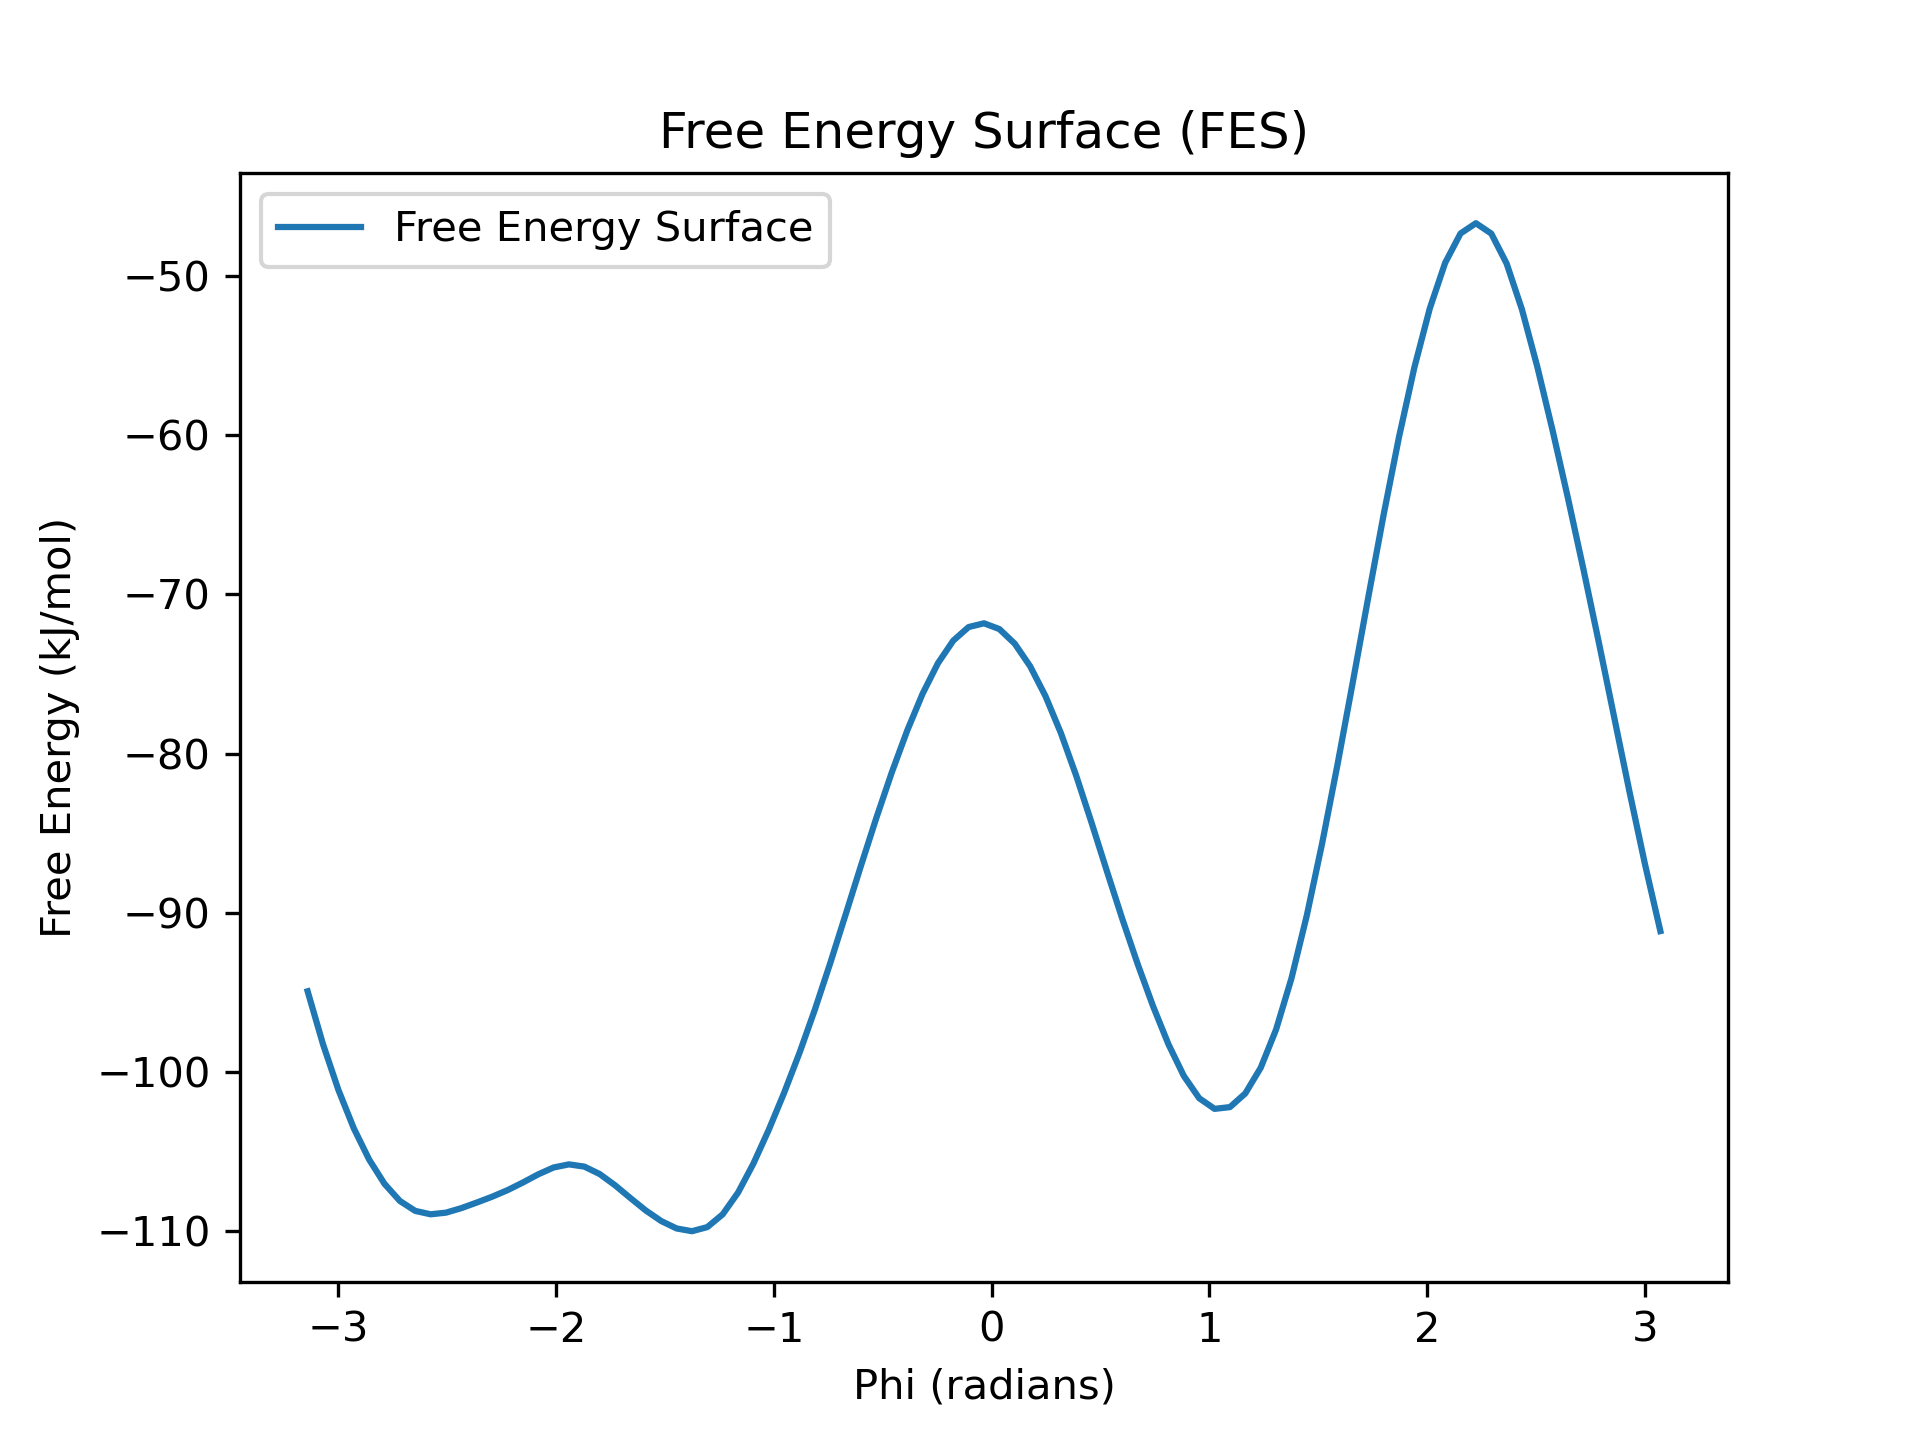 Free Energy Surface (FES)
Free Energy Surface
Free Energy (kJ/mol)
−50
−60
−70
−80
−90
−100
−110
−3 −2 −1 0 1 2 3
Phi (radians)